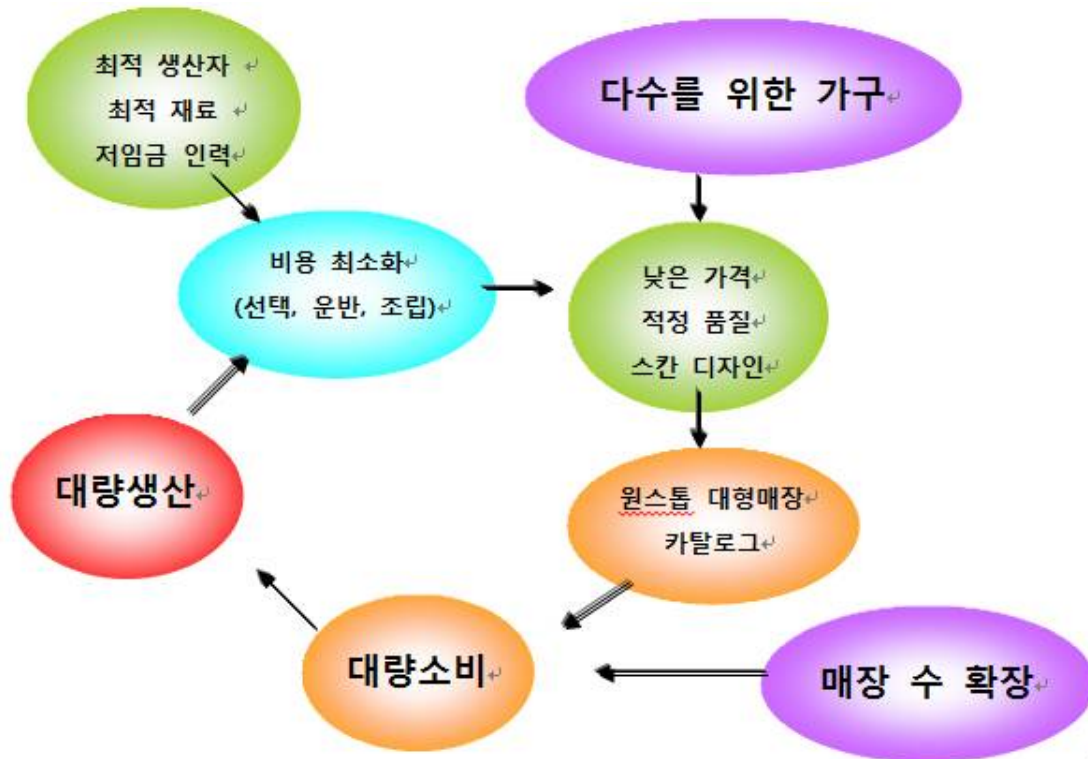 최적 생산자
최적 재료
저임금 인력
다수를 위한 가구
비용 최소화
(선택, 운반, 조립)
낮은 가격
적정 품질
스칸 디자인
대량생산
원스톱 대형매장
카탈로그
대량소비
매장 수 확장